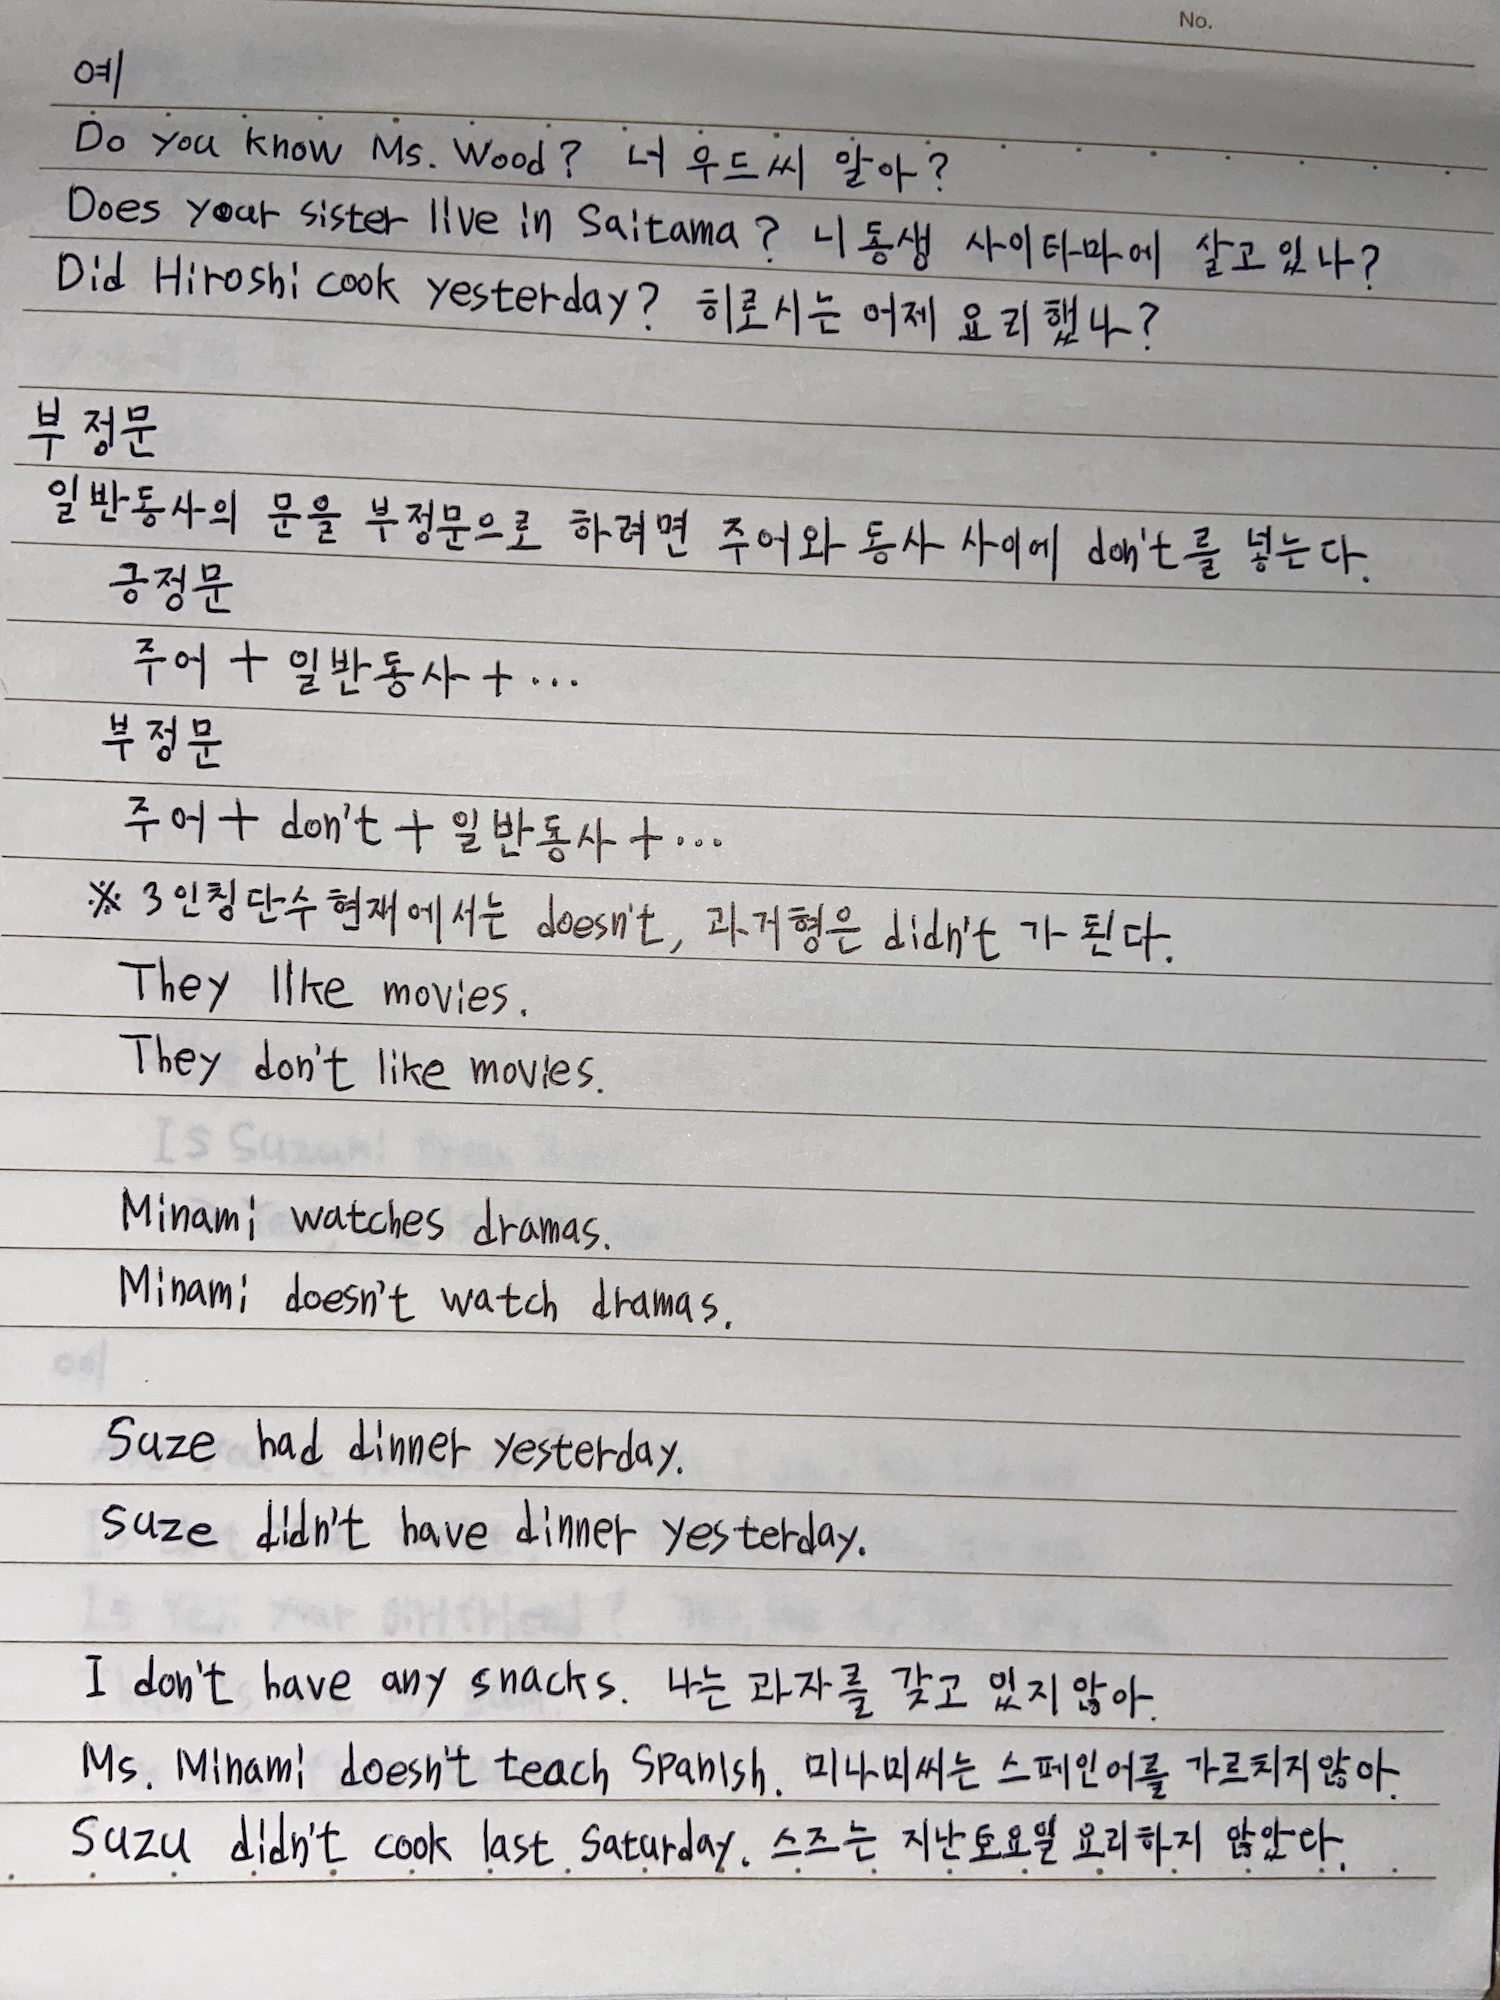 No.
예
Do you know Ms. Wood? 너 우드씨 알아?
Does your sister live in Saitama? 니 동생 사이타마에 살고있나?
Did Hiroshi cook yesterday? 히로시는 어제 요리했나?
부정문
일반동사의 문을 부정문으로 하려면 주어와 동사 사이에 don't를 넣는다.
긍정문
주어 + 일반동사 + ...
부정문
주어 + don't + 일반동사 + ...
※ 3인칭단수현재에서는 doesn't, 과거형은 didn't가 된다.
They like movies.
They don't like movies.
Minami watches dramas.
Minami doesn't watch dramas.
Suze had dinner yesterday.
Suze didn't have dinner yesterday.
I don't have any snacks. 나는 과자를 갖고 있지않아.
Ms. Minami doesn't teach Spanish. 미나미씨는 스페인어를 가르치지않아.
Suzu didn't cook last Saturday. 스즈는 지난토요일 요리하지 않았다.